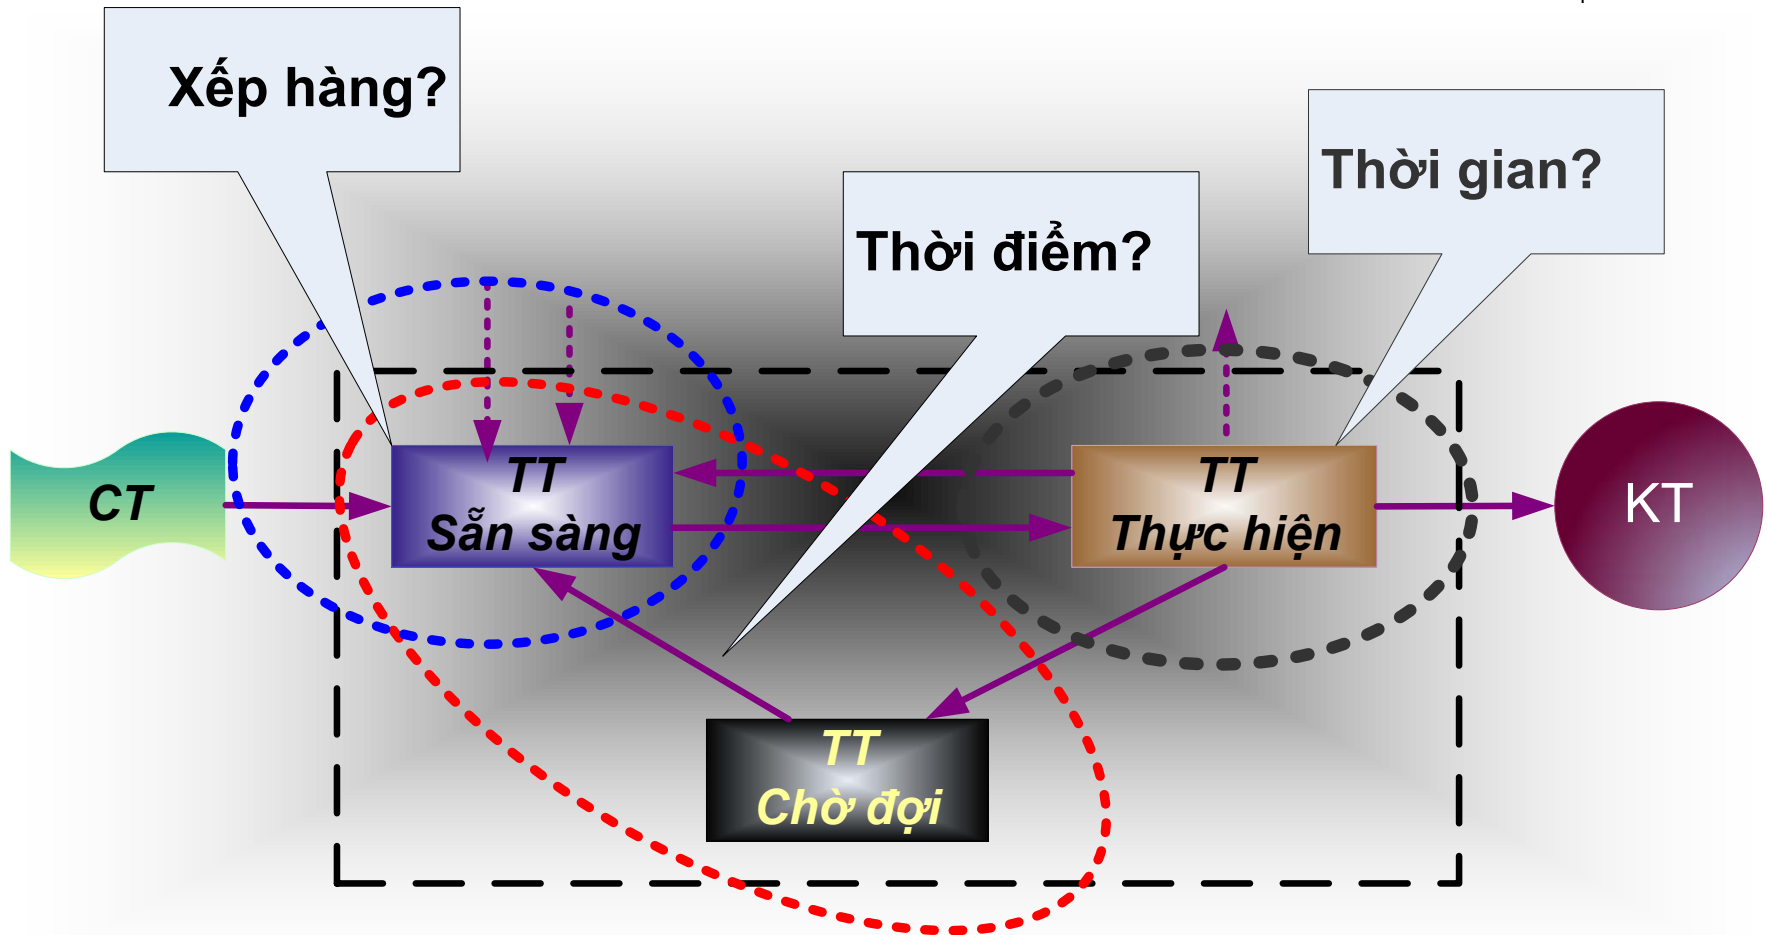 Xếp hàng?
Thời gian?
Thời điểm?
CT
TT
Sẵn sàng
TT
Thực hiện
KT
TT
Chờ đợi